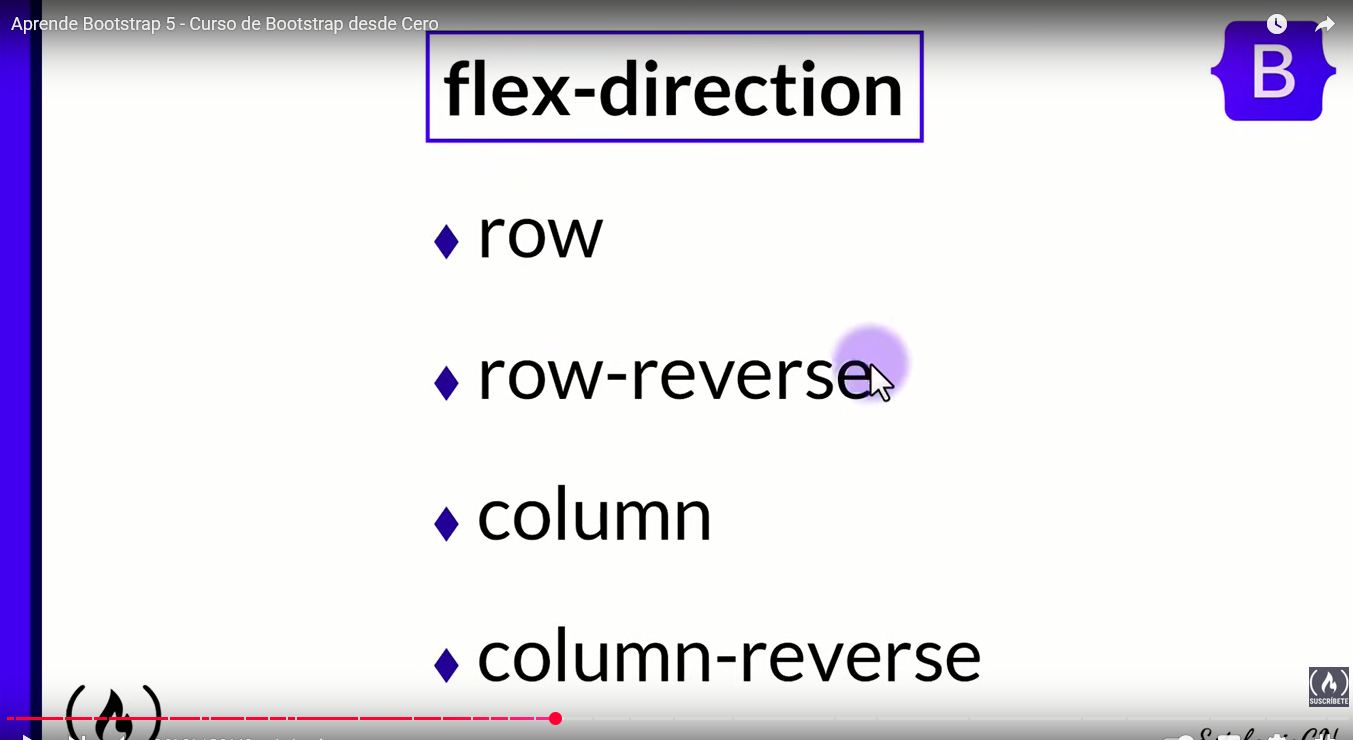 Aprende Bootstrap 5 - Curso de Bootstrap desde Cero
flex-direction
B
row
row-reverse
column
column-reverse
SUSCRÍBETE